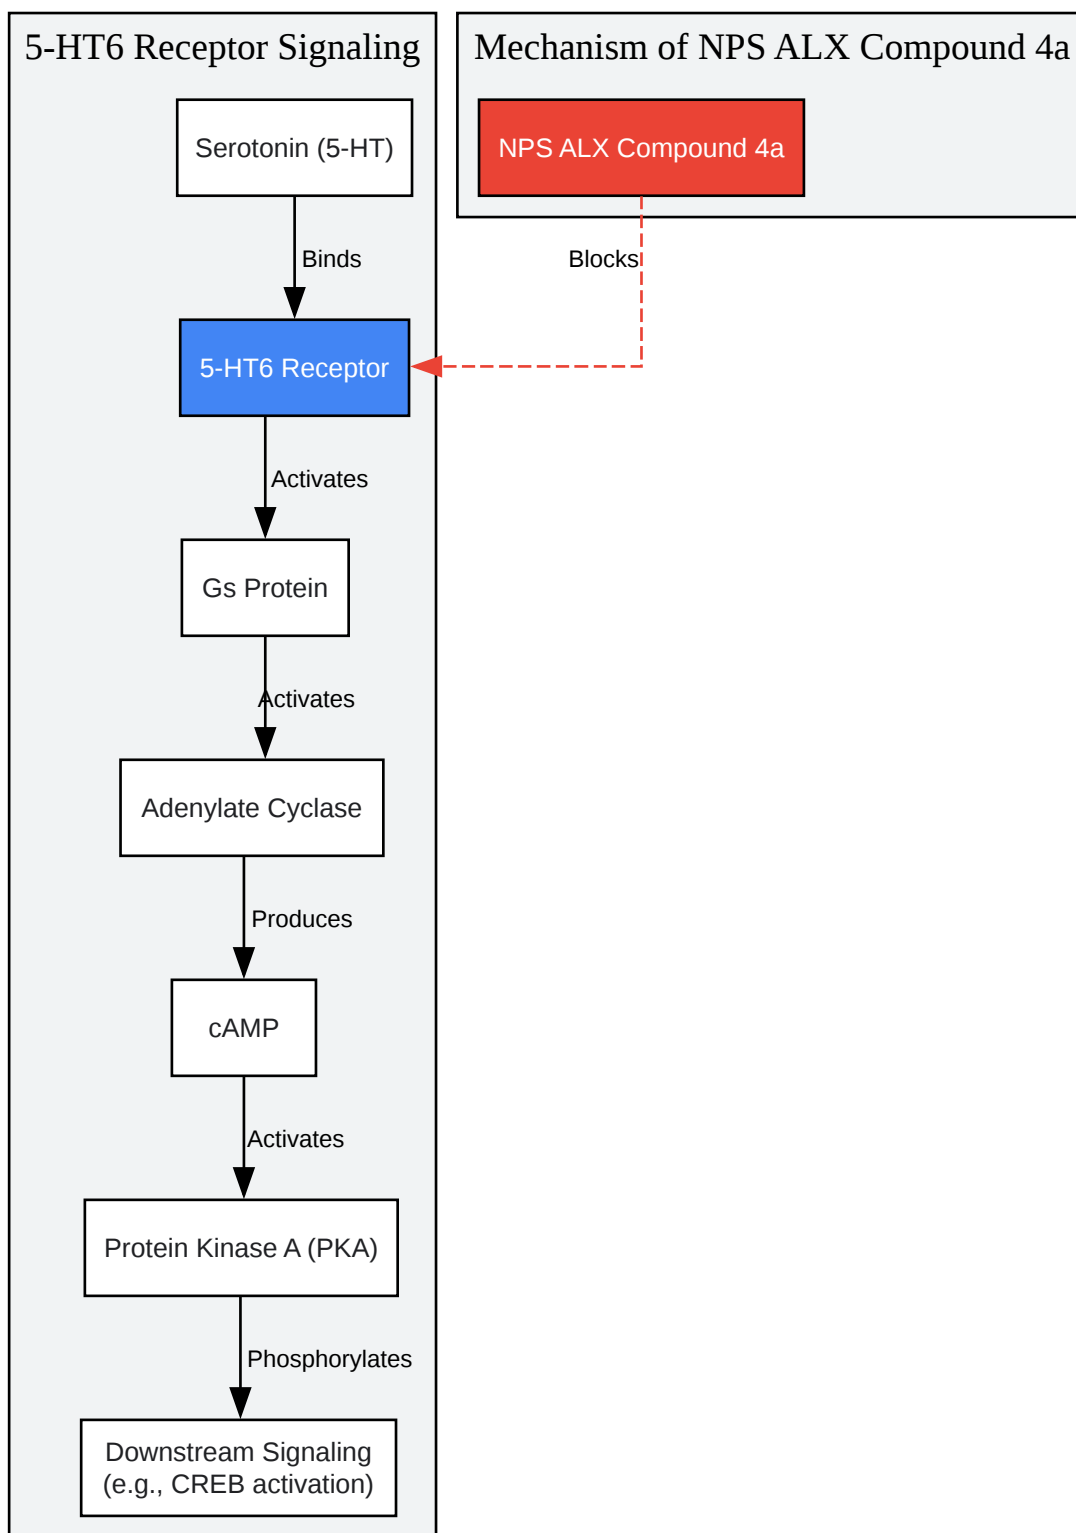 5-HT6 Receptor Signaling
Serotonin (5-HT)
Binds
5-HT6 Receptor
Activates
Gs Protein
Activates
Adenylate Cyclase
Produces
cAMP
Activates
Protein Kinase A (PKA)
Phosphorylates
Downstream Signaling
(e.g., CREB activation)
Mechanism of NPS ALX Compound 4a
NPS ALX Compound 4a
Blocks